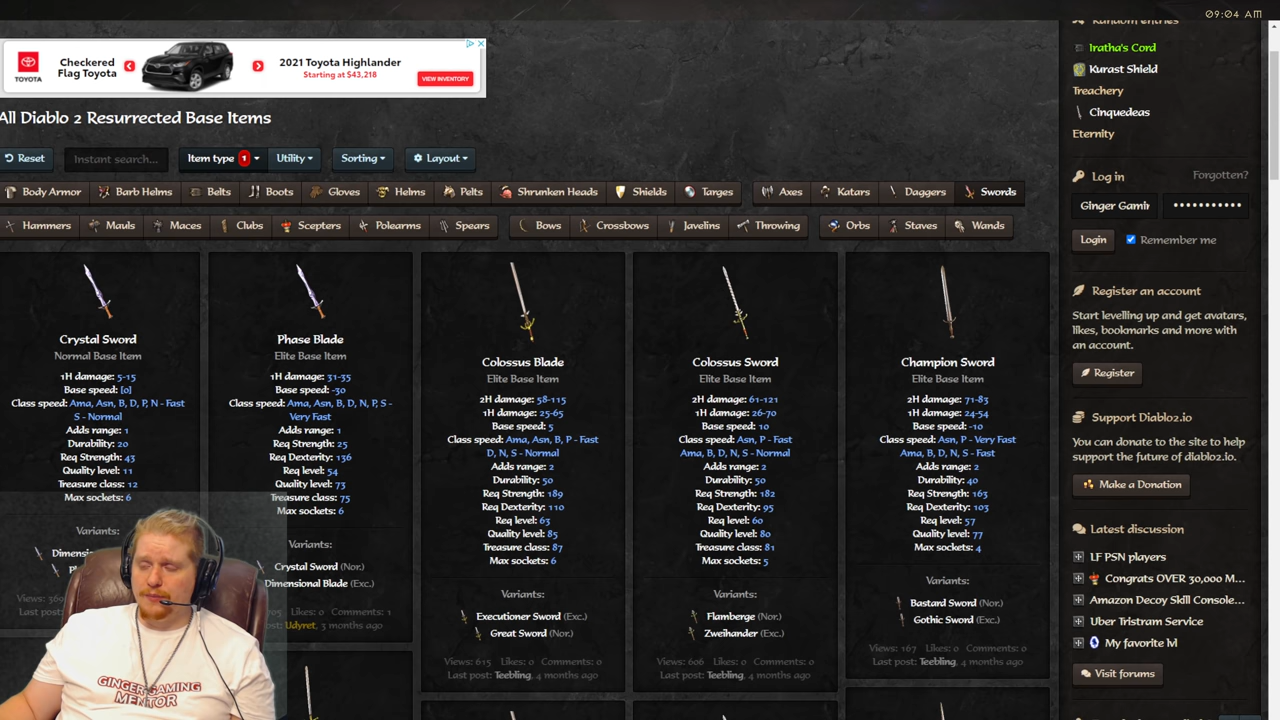 09:04 AM
Random entries
TOYOTA
Checkered
Flag Toyota
2021 Toyota Highlander
Starting at $43,218
VIEW INVENTORY
Iratha's Cord
Kurast Shield
Treachery
Cinquedeas
Eternity
All Diablo 2 Resurrected Base Items
Reset
Instant search...
Item type 1
Utility
Sorting
Layout
Body Armor
Barb Helms
Belts
Boots
Gloves
Helms
Pelts
Shrunken Heads
Shields
Targes
Axes
Katars
Daggers
Swords
Hammers
Mauls
Maces
Clubs
Scepters
Polearms
Spears
Bows
Crossbows
Javelins
Throwing
Orbs
Staves
Wands
Crystal Sword
Normal Base Item
1H damage: 5-15
Base speed: [0]
Class speed: Ama, Asn, B, D, P, N - Fast
S - Normal
Adds range: 1
Durability: 20
Req Strength: 43
Quality level: 11
Treasure class: 12
Max sockets: 6
Variants:
Phase Blade
Elite Base Item
1H damage: 31-35
Base speed: -30
Class speed: Ama, Asn, B, D, N, P, S -
Very Fast
Adds range: 1
Req Strength: 25
Req Dexterity: 136
Req level: 54
Quality level: 73
Treasure class: 75
Max sockets: 6
Variants:
Crystal Sword (Nor.)
Dimensional Blade (Exc.)
Likes: 0 Comments: 1
Udyret, 3 months ago
Colossus Blade
Elite Base Item
2H damage: 58-115
1H damage: 25-65
Base speed: 5
Class speed: Ama, Asn, B, P - Fast
D, N, S - Normal
Adds range: 2
Durability: 50
Req Strength: 189
Req Dexterity: 110
Req level: 63
Quality level: 85
Treasure class: 87
Max sockets: 6
Variants:
Executioner Sword (Exc.)
Great Sword (Nor.)
Views: 615 Likes: 0 Comments: 0
Last post: Teebling, 4 months ago
Colossus Sword
Elite Base Item
2H damage: 61-121
1H damage: 26-70
Base speed: 10
Class speed: Asn, P - Fast
Ama, B, D, N, S - Normal
Adds range: 2
Durability: 50
Req Strength: 182
Req Dexterity: 95
Req level: 60
Quality level: 80
Treasure class: 81
Max sockets: 5
Variants:
Flamberge (Nor.)
Zweihander (Exc.)
Views: 606 Likes: 0 Comments: 0
Last post: Teebling, 4 months ago
Champion Sword
Elite Base Item
2H damage: 71-83
1H damage: 24-54
Base speed: -10
Class speed: Asn, P - Very Fast
Ama, B, D, N, S - Fast
Adds range: 2
Durability: 40
Req Strength: 163
Req Dexterity: 103
Req level: 57
Quality level: 77
Max sockets: 4
Variants:
Bastard Sword (Nor.)
Gothic Sword (Exc.)
Views: 167 Likes: 0 Comments: 0
Last post: Teebling, 4 months ago
Log in
Forgotten?
Ginger Gamin
Login
Remember me
Register an account
Start levelling up and get avatars,
likes, bookmarks and more with
an account.
Register
Support Diablo2.io
You can donate to the site to help
support the future of diablo2.io.
Make a Donation
Latest discussion
LF PSN players
Congrats OVER 30,000 M...
Amazon Decoy Skill Console...
Uber Tristram Service
My favorite lvl
Visit forums
GINGER GAMING
MENTOR